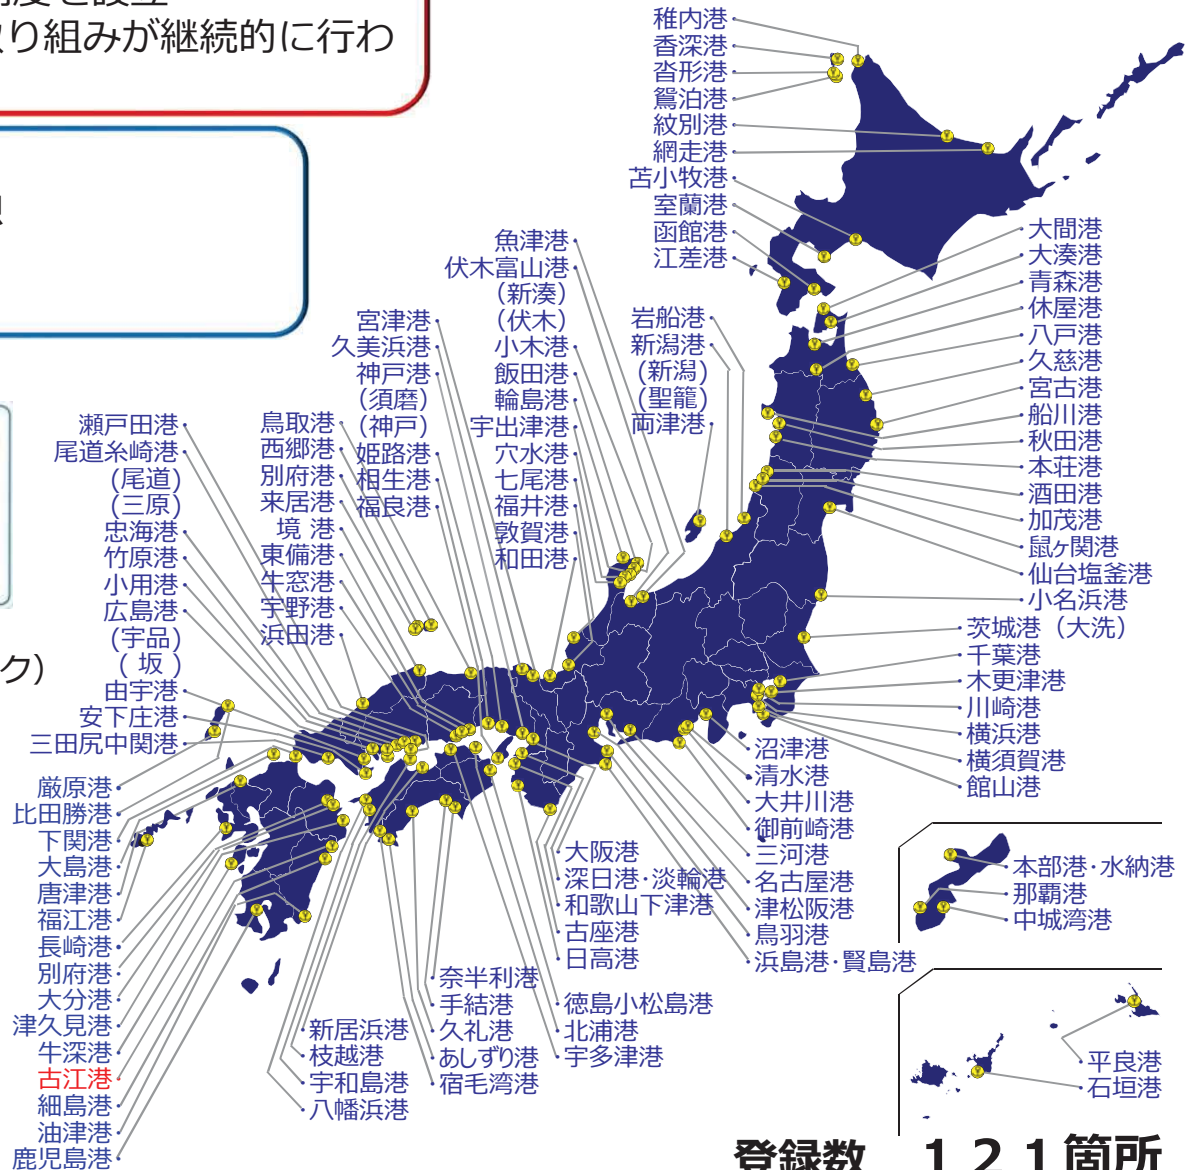 り組みが継続的に行わ
ク）
稚内港
香深港
沓形港
鴛泊港
紋別港
網走港
苫小牧港
室蘭港
函館港
江差港
大間港
大湊港
青森港
休屋港
八戸港
久慈港
宮古港
船川港
秋田港
本荘港
酒田港
加茂港
鼠ヶ関港
仙台塩釜港
小名浜港
茨城港（大洗）
千葉港
木更津港
川崎港
横浜港
横須賀港
館山港
岩船港
新潟港
（新潟）
（聖籠）
両津港
魚津港
伏木富山港
（新湊）
（伏木）
小木港
飯田港
輪島港
宇出津港
穴水港
七尾港
福井港
敦賀港
和田港
宮津港
久美浜港
神戸港
（須磨）
（神戸）
姫路港
相生港
福良港
鳥取港
西郷港
別府港
来居港
境 港
東備港
牛窓港
宇野港
浜田港
瀬戸田港
尾道糸崎港
（尾道）
（三原）
忠海港
竹原港
小用港
広島港
（宇品）
（ 坂 ）
由宇港
安下庄港
三田尻中関港
厳原港
比田勝港
下関港
大島港
唐津港
福江港
長崎港
別府港
大分港
津久見港
牛深港
古江港
細島港
油津港
鹿児島港
新居浜港
枝越港
宇和島港
八幡浜港
奈半利港
手結港
久礼港
あしずり港
宿毛湾港
徳島小松島港
北浦港
宇多津港
大阪港
深日港・淡輪港
和歌山下津港
古座港
日高港
沼津港
清水港
大井川港
御前崎港
三河港
名古屋港
津松阪港
鳥羽港
浜島港・賢島港
本部港・水納港
那覇港
中城湾港
平良港
石垣港
登録数 １２１箇所